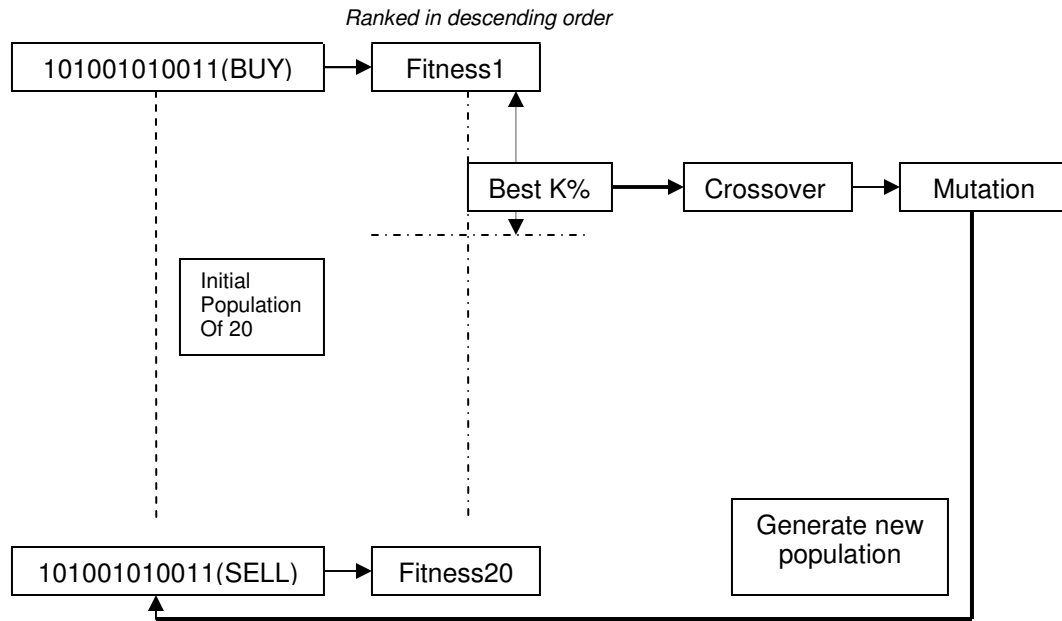 Ranked in descending order
101001010011(BUY)
Fitness1
Best K%
Crossover
Mutation
Initial
Population
Of 20
Generate new
population
101001010011(SELL)
Fitness20